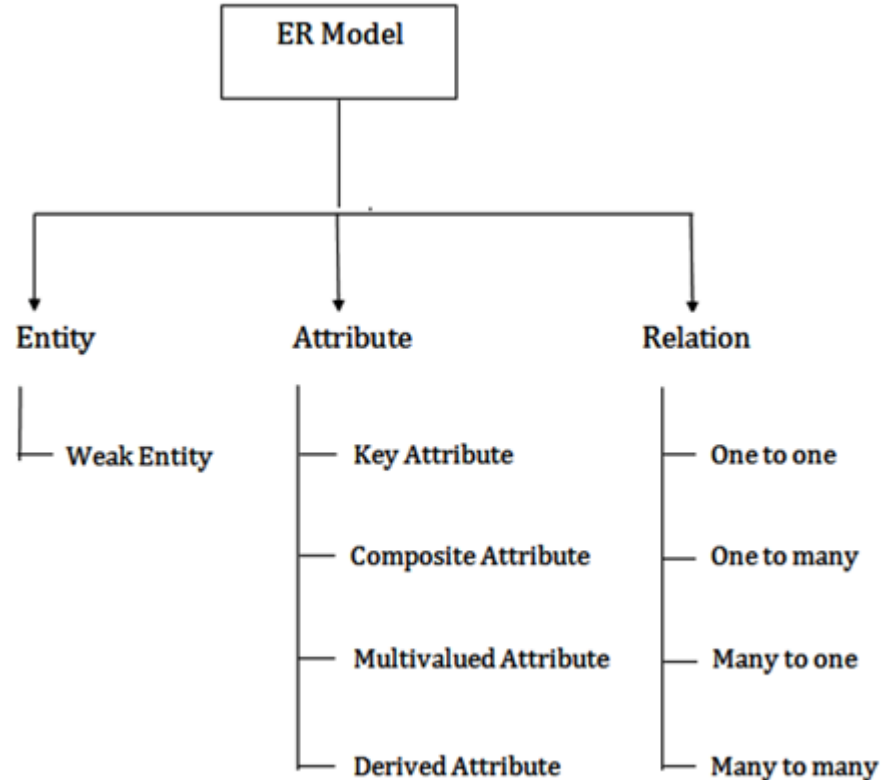 ER Model
Entity
Attribute
Relation
Weak Entity
Key Attribute
One to one
Composite Attribute
One to many
Multivalued Attribute
Many to one
Derived Attribute
Many to many